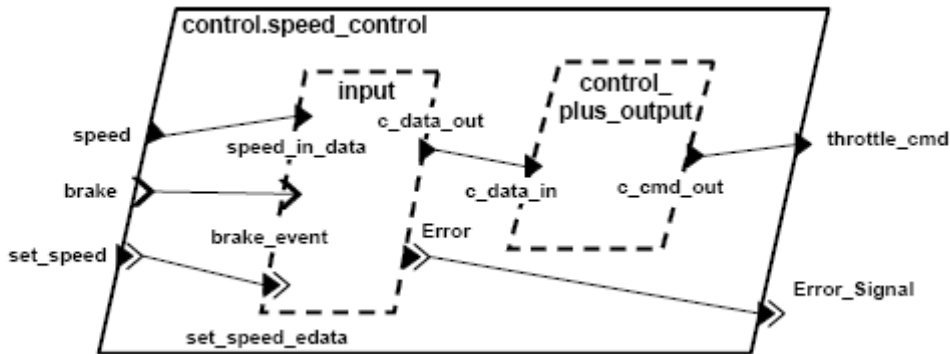 control.speed_control
input
control_
plus_output
speed
speed_in_data
c_data_out
throttle_cmd
brake
c_data_in
c_cmd_out
set_speed
brake_event
Error
Error_Signal
set_speed_edata